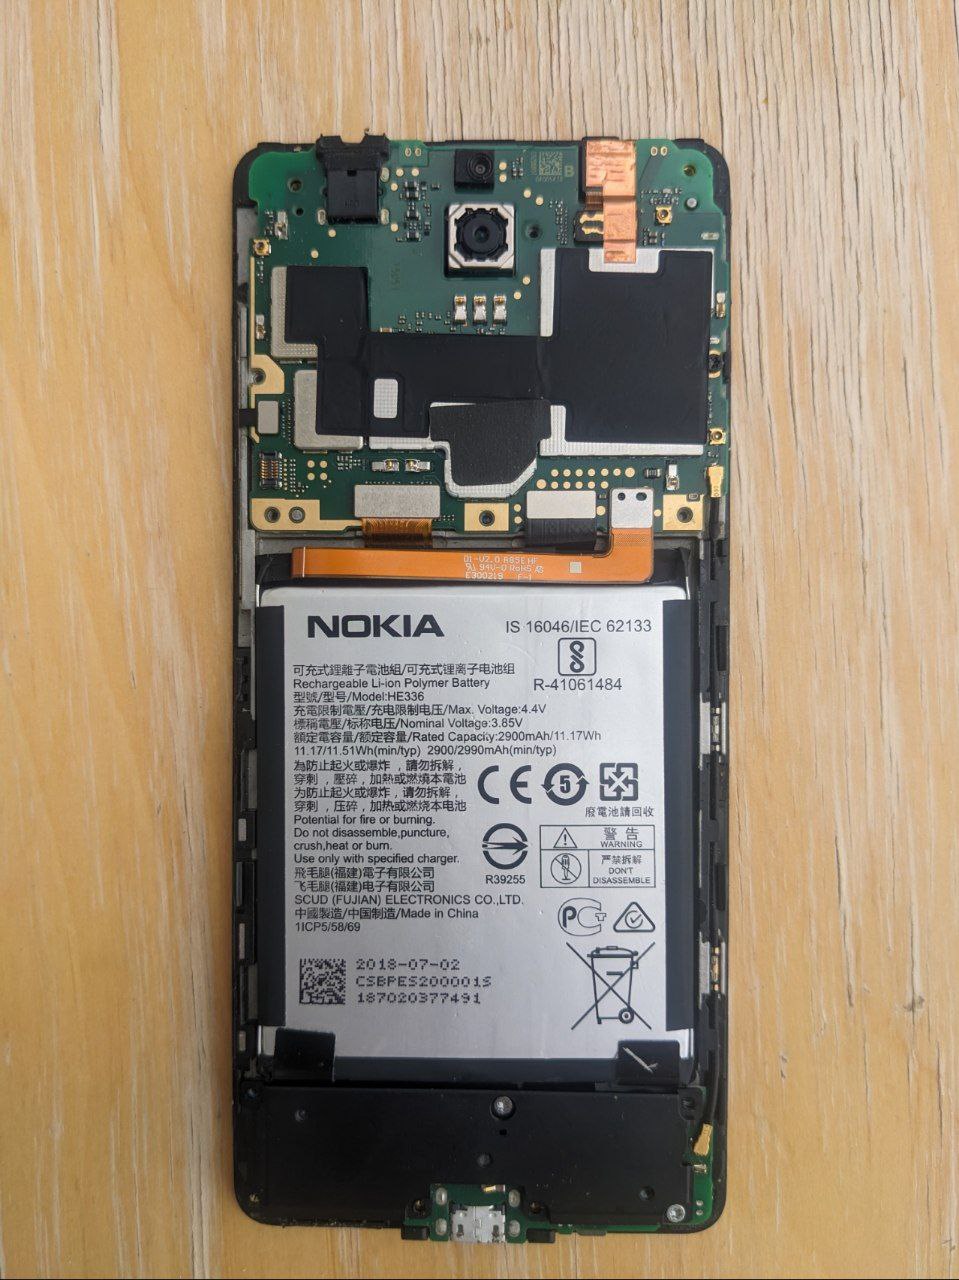 B
01-V2.0 A85E HF
94V-0 RoHS
E300219 F-1
NOKIA
IS 16046/IEC 62133
R-41061484
可充式鋰離子電池組/可充式锂离子电池组
Rechargeable Li-ion Polymer Battery
型號/型号/Model:HE336
充電限制電壓/充电限制电压/Max. Voltage:4.4V
標稱電壓/标称电压/Nominal Voltage:3.85V
額定電容量/额定容量/Rated Capacity:2900mAh/11.17Wh
11.17/11.51Wh(min/typ) 2900/2990mAh(min/typ)
為防止起火或爆炸，請勿拆解，
穿刺，壓碎，加熱或燃燒本電池
为防止起火或爆炸，请勿拆解，
穿刺，压碎，加热或燃烧本电池
Potential for fire or burning.
Do not disassemble,puncture,
crush,heat or burn.
Use only with specified charger.
飛毛腿(福建)電子有限公司
飞毛腿(福建)电子有限公司
SCUD (FUJIAN) ELECTRONICS CO.,LTD.
中國製造/中国制造/Made in China
1ICP5/58/69
CE
5
廢電池請回收
R39255
警告
WARNING
严禁拆解
DON'T
DISASSEMBLE
2018-07-02
CSBPES200001S
187020377491